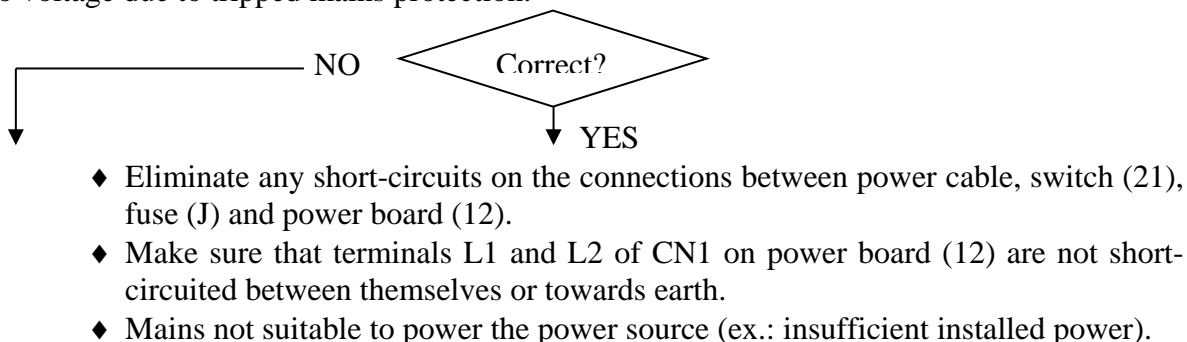 voltage due to tripped mains protection.
NO Correct?
YES
♦ Eliminate any short-circuits on the connections between power cable, switch (21),
fuse (J) and power board (12).
♦ Make sure that terminals L1 and L2 of CN1 on power board (12) are not short-
circuited between themselves or towards earth.
♦ Mains not suitable to power the power source (ex.: insufficient installed power).